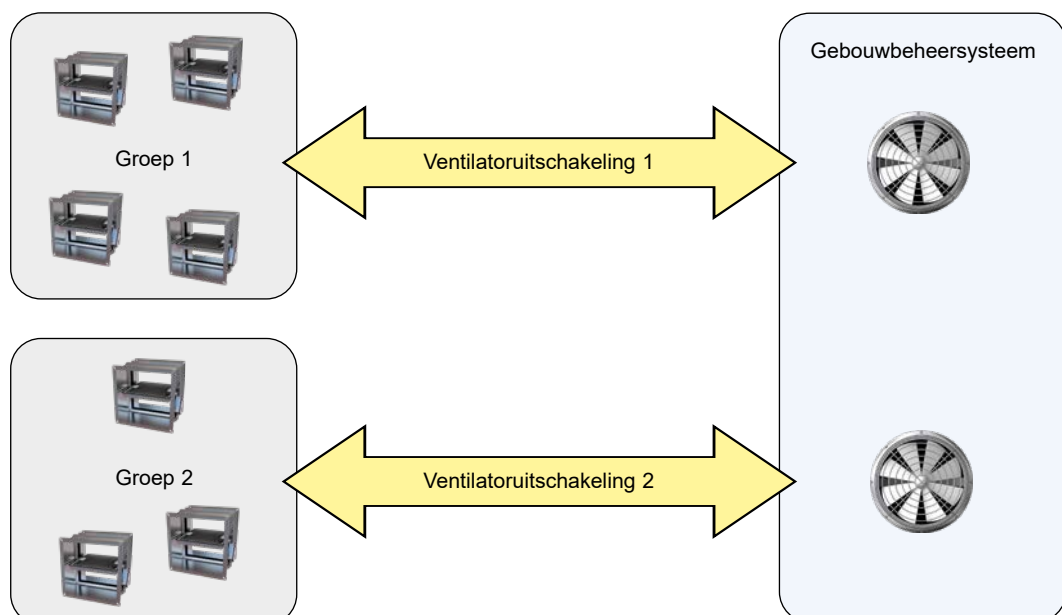 Gebouwbeheersysteem
Groep 1
Ventilatoruitschakeling 1
Groep 2
Ventilatoruitschakeling 2